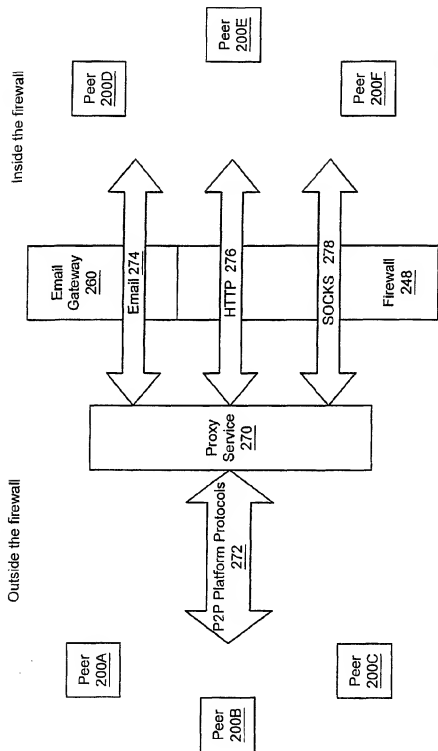 Outside the firewall
Inside the firewall
Peer
200A
Peer
200B
Peer
200C
P2P Platform Protocols
272
Proxy
Service
270
Email 274
HTTP 276
SOCKS 278
Email
Gateway
260
Firewall
248
Peer
200D
Peer
200E
Peer
200F